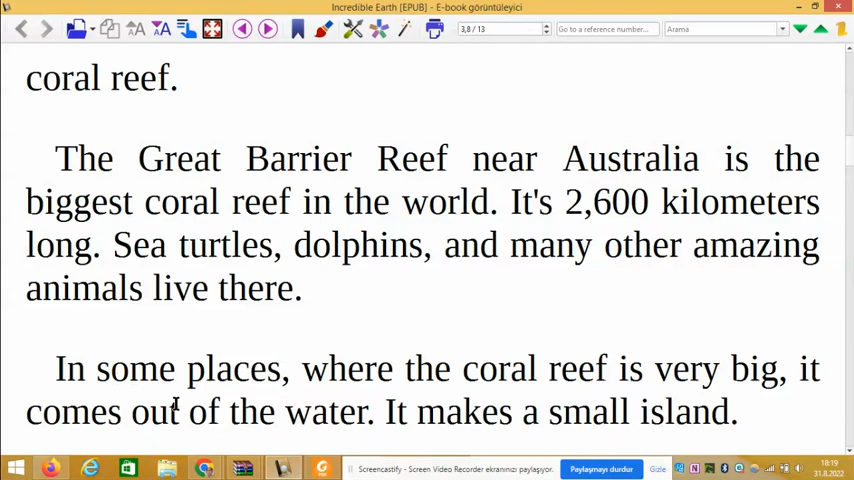 Incredible Earth [EPUB] - E-book görüntüleyici
3,8 / 13
Go to a reference number...
Arama
coral reef.
The Great Barrier Reef near Australia is the
biggest coral reef in the world. It's 2,600 kilometers
long. Sea turtles, dolphins, and many other amazing
animals live there.
In some places, where the coral reef is very big, it
comes out of the water. It makes a small island.
Screencastify - Screen Video Recorder ekranınızı paylaşıyor.
Paylaşmayı durdur
Gizle
18:19
31.8.2022